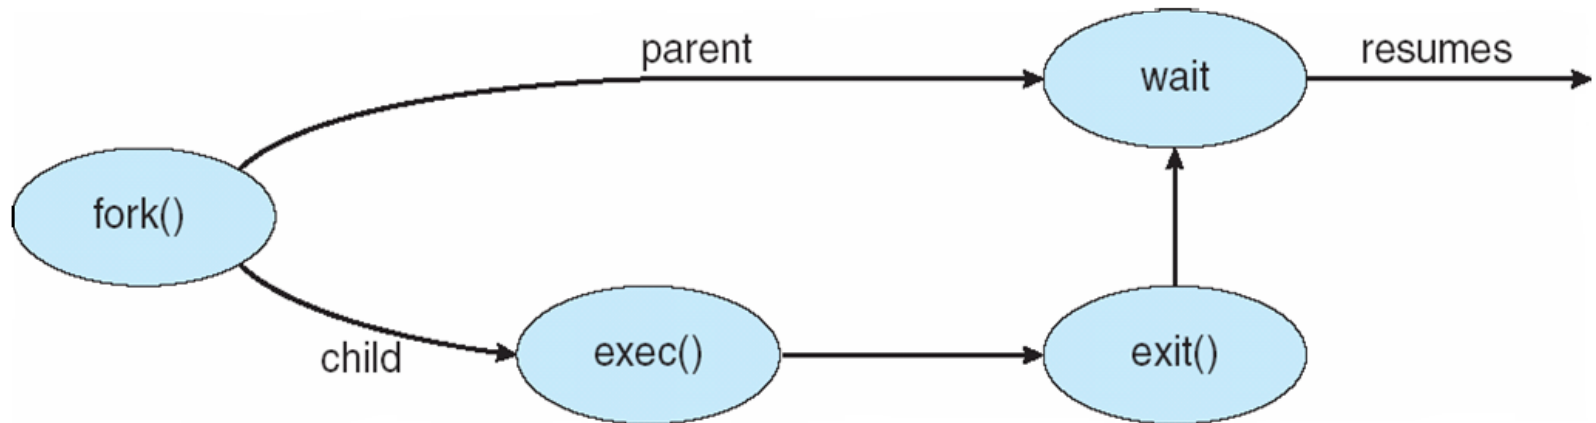 parent
wait
resumes
fork()
child
exec()
exit()